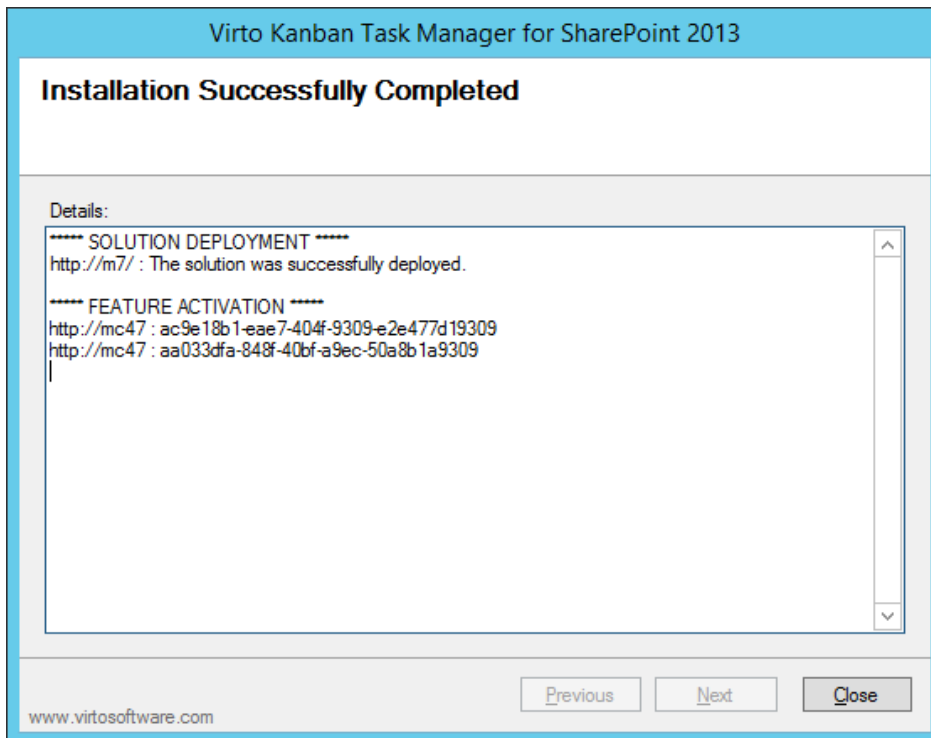 Virto Kanban Task Manager for SharePoint 2013
Installation Successfully Completed
Details:
***** SOLUTION DEPLOYMENT *****
http://m7/ : The solution was successfully deployed.
***** FEATURE ACTIVATION *****
http://mc47 : ac9e18b1-eae7-404f-9309-e2e477d19309
http://mc47 : aa033dfa-848f-40bf-a9ec-50a8b1a9309
Previous Next Close
www.virtosoftware.com